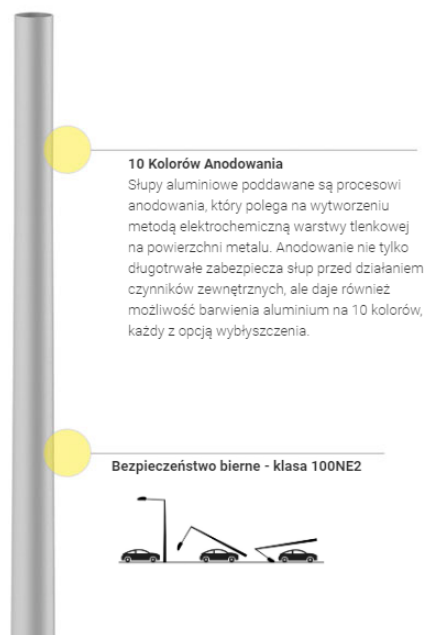 10 Kolorów Anodowania
Słupy aluminiowe poddawane są procesowi
anodowania, który polega na wytworzeniu
metodą elektrochemiczną warstwy tlenkowej
na powierzchni metalu. Anodowanie nie tylko
długotrwałe zabezpiecza słup przed działaniem
czynników zewnętrznych, ale daje również
możliwość barwienia aluminium na 10 kolorów,
każdy z opcją wybłyszczenia.
Bezpieczeństwo bierne - klasa 100NE2